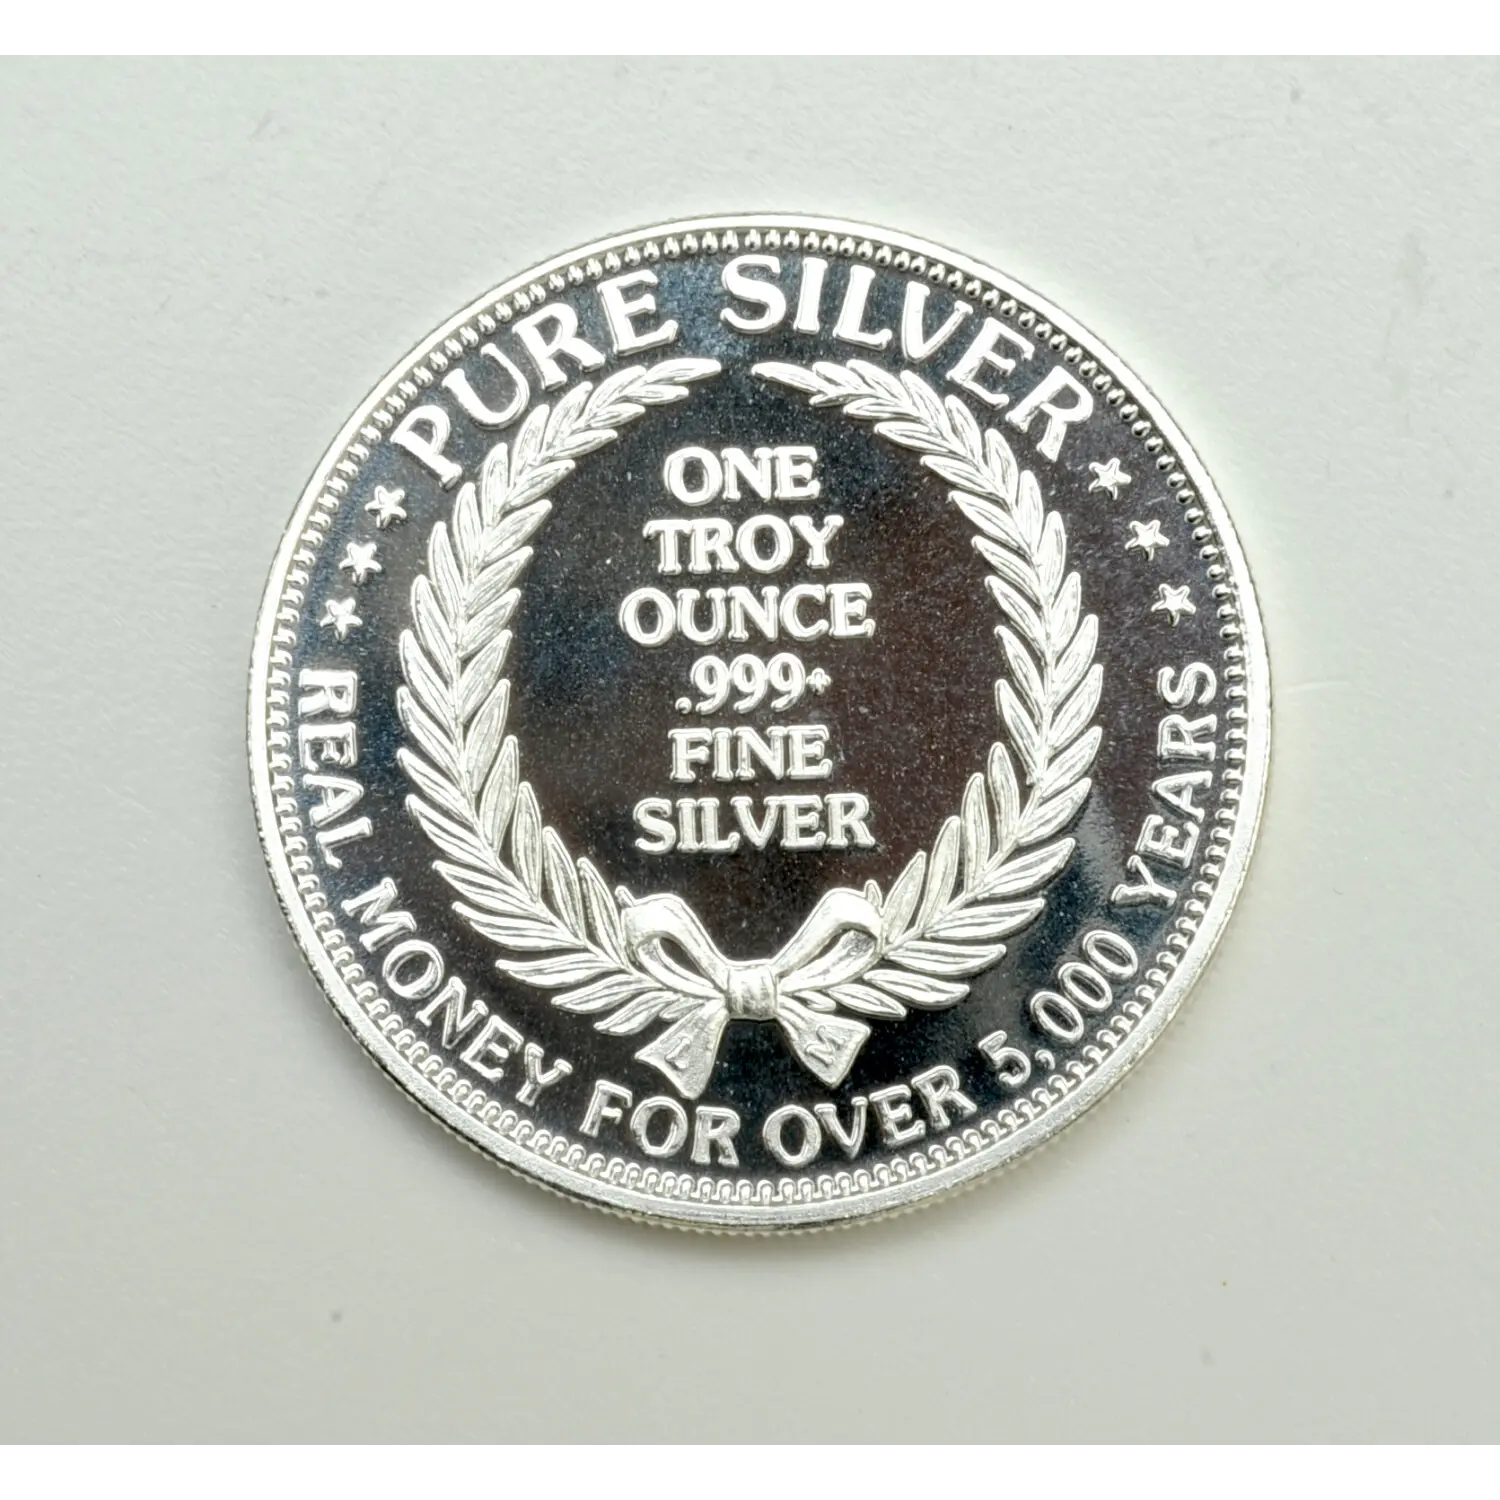 PURE SILVER
ONE
TROY
OUNCE
.999+
FINE
SILVER
L M
REAL MONEY FOR OVER 5,000 YEARS